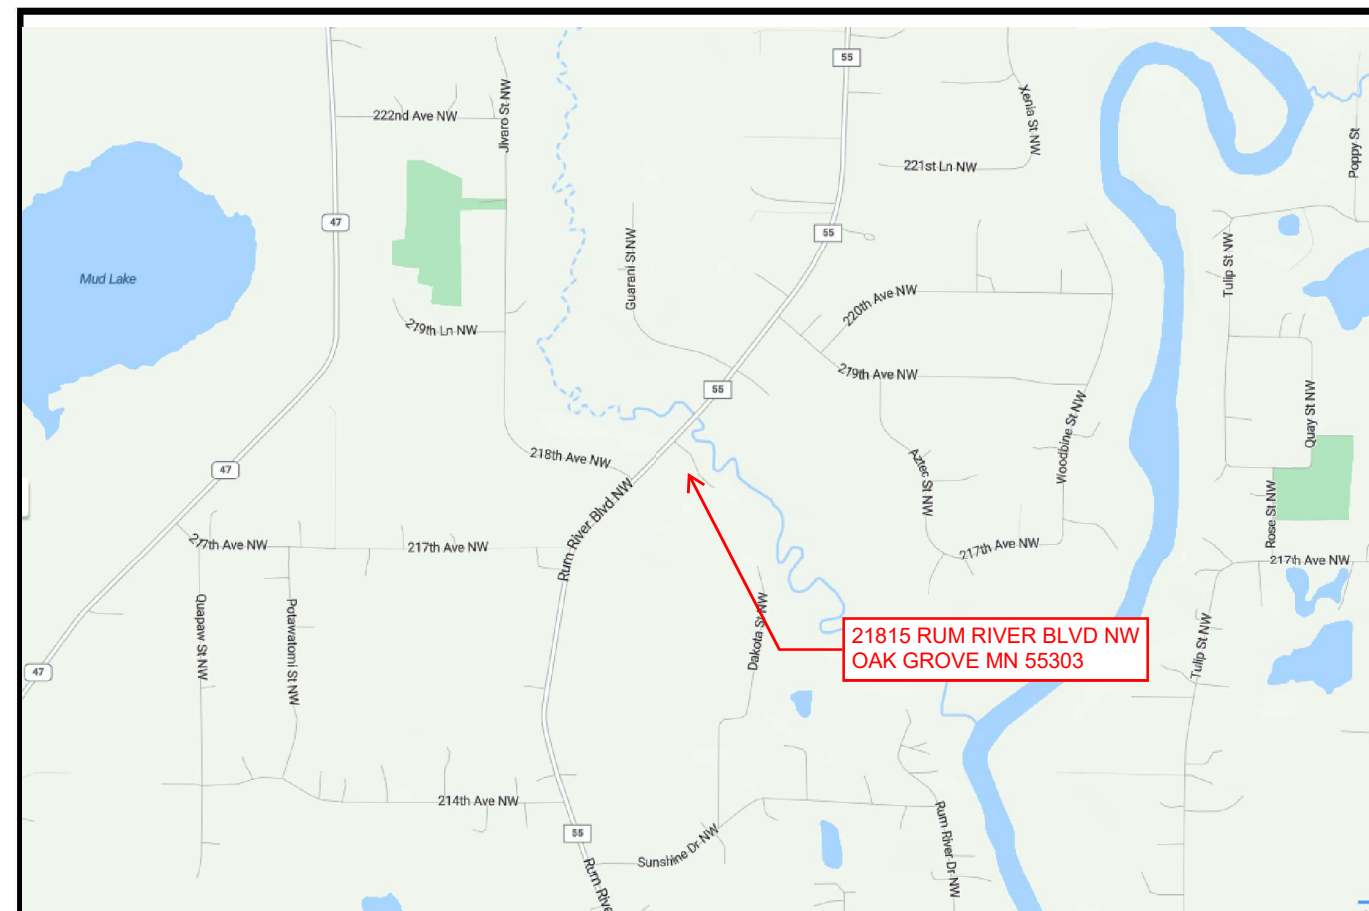 55
222nd Ave NW
Jivaro St NW
Xenia St NW
221st Ln NW
Poppy St
47
55
Mud Lake
Guarani St NW
Tulip St NW
220th Ave NW
219th Ln NW
219th Ave NW
55
Quay St NW
Woodbine St NW
218th Ave NW
47
Aztec St NW
Rum River Blvd NW
Rose St NW
217th Ave NW
217th Ave NW
217th Ave NW
217th Ave NW
Quapaw St NW
Potawatomi St NW
Dakota St NW
21815 RUM RIVER BLVD NW
OAK GROVE MN 55303
Tulip St NW
47
214th Ave NW
55
Sunshine Dr NW
Rum River Dr NW
Rum Rive